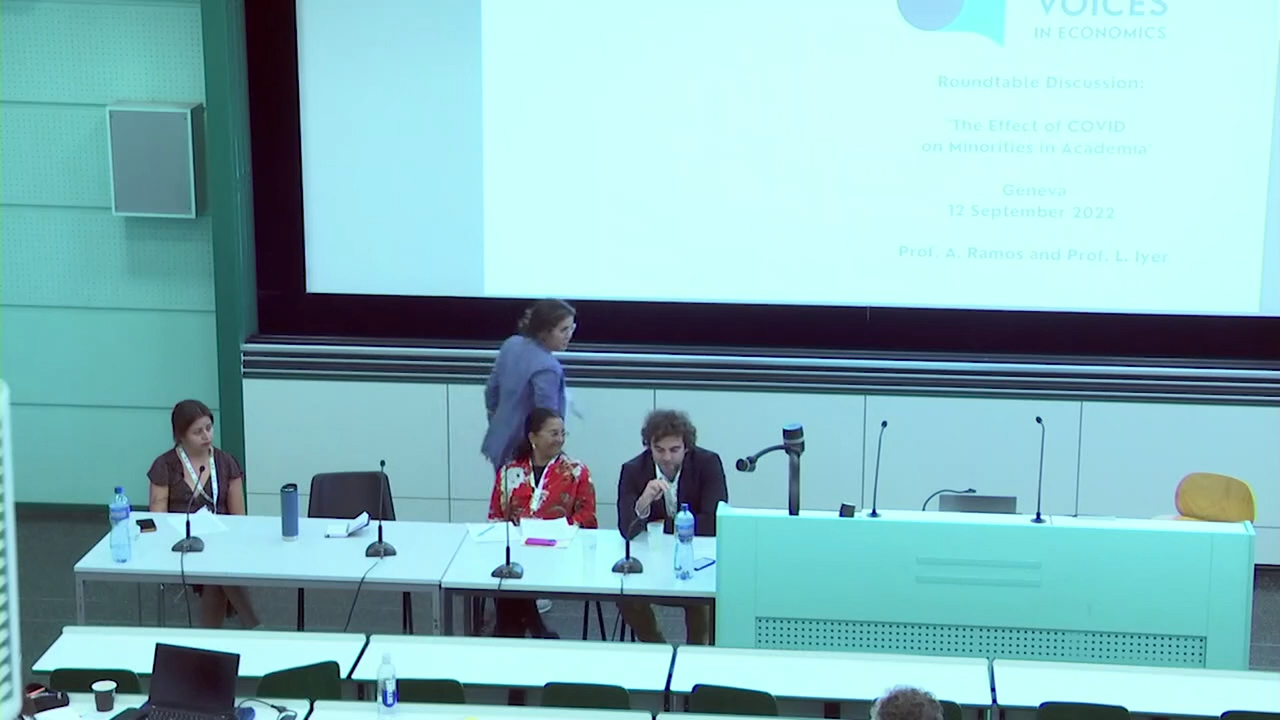 VOICES
IN ECONOMICS
Roundtable Discussion:
'The Effect of COVID
on Minorities in Academia'
Geneva
12 September 2022
Prof. A. Ramos and Prof. L. Iyer